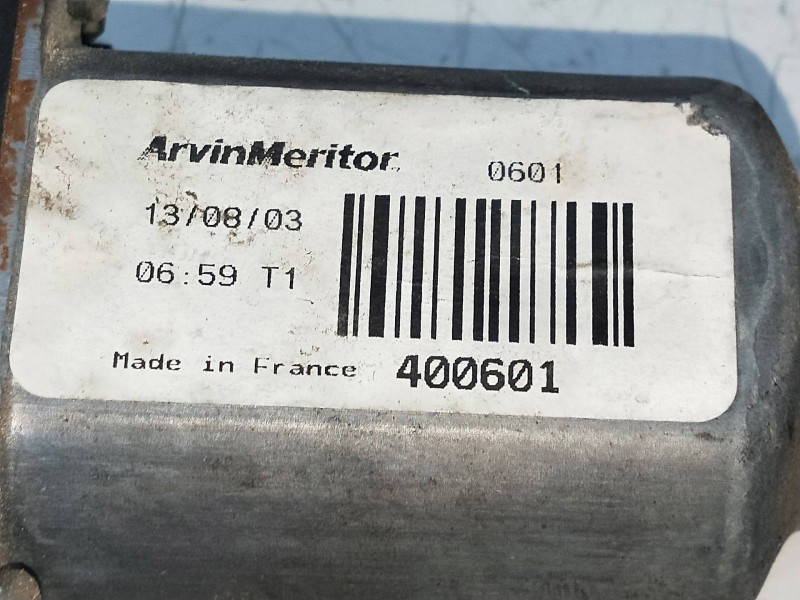 ArvinMeritor 0601
13/08/03
06:59 T1
Made in France 400601